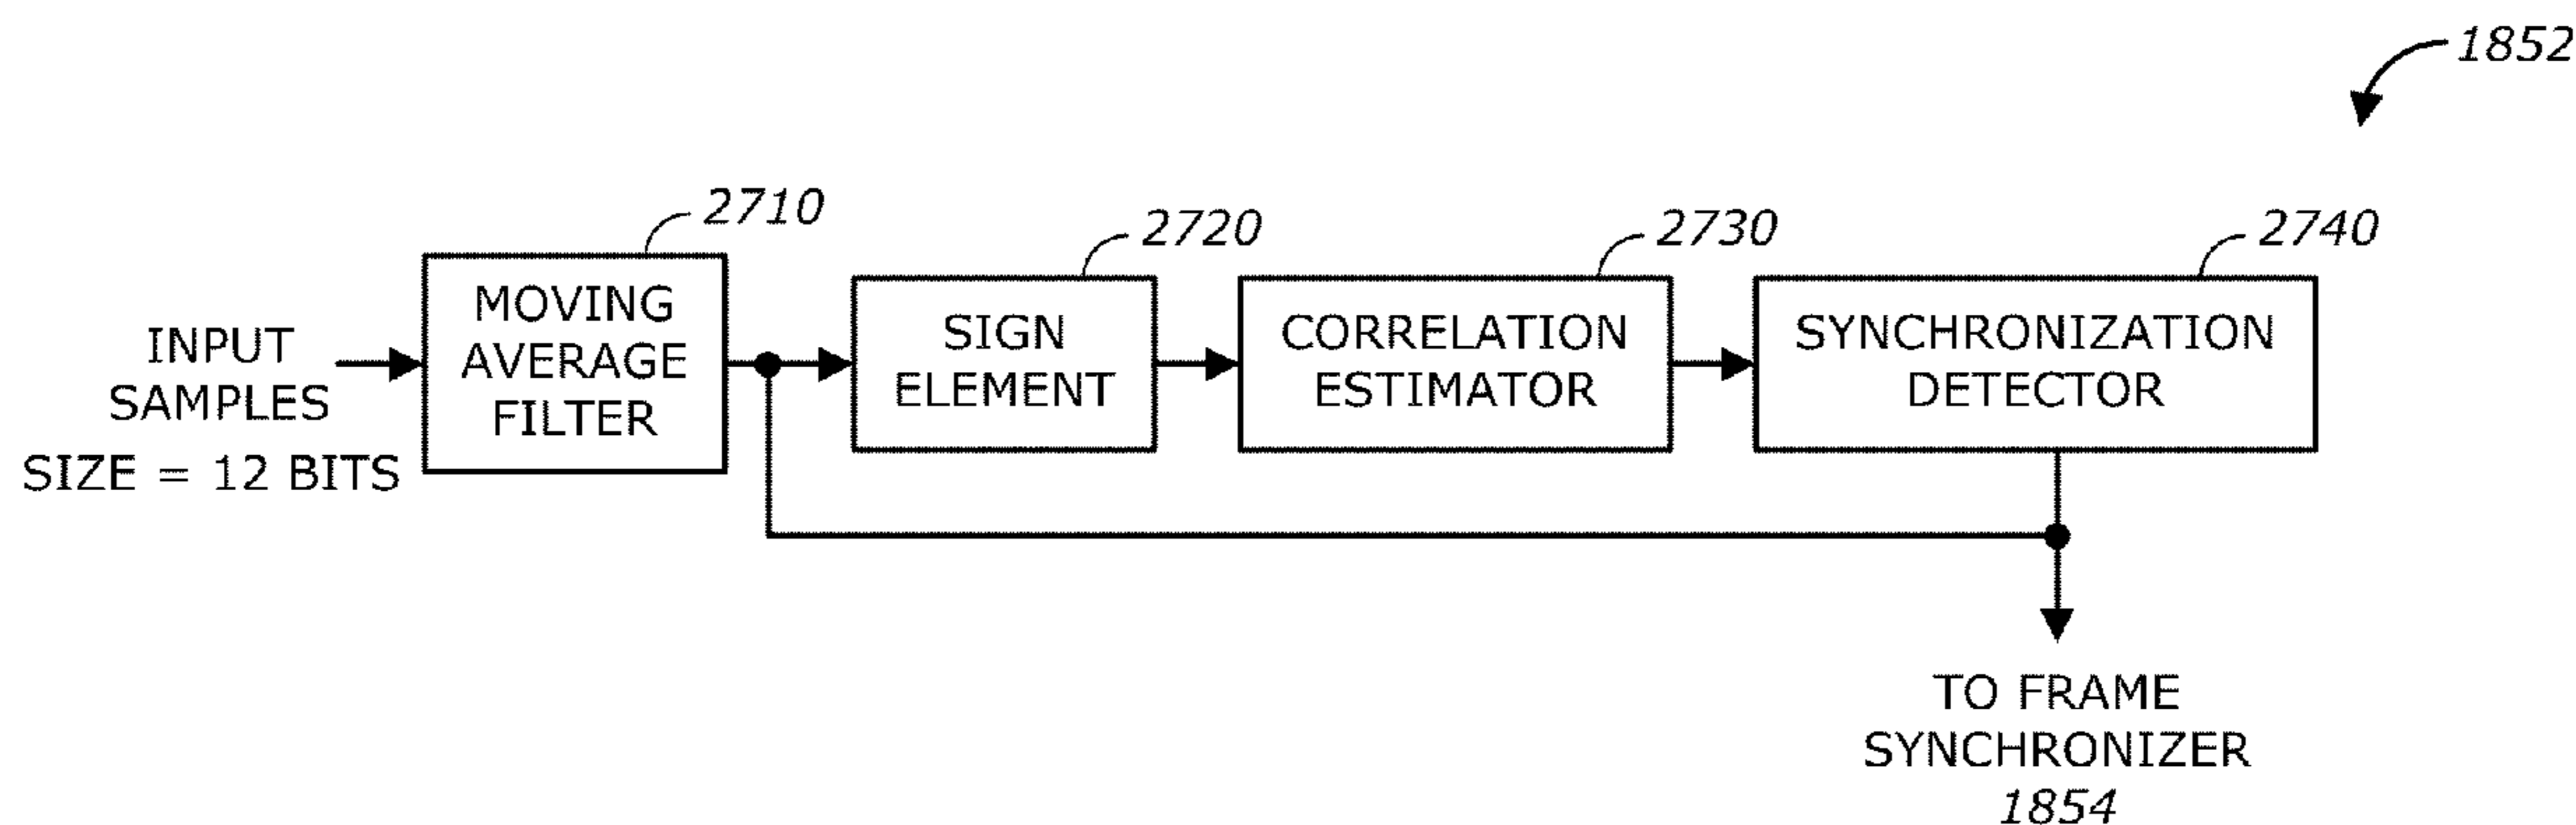 1852
2710
2720
2730
2740
INPUT
SAMPLES
SIZE = 12 BITS
MOVING
AVERAGE
FILTER
SIGN
ELEMENT
CORRELATION
ESTIMATOR
SYNCHRONIZATION
DETECTOR
TO FRAME
SYNCHRONIZER
1854